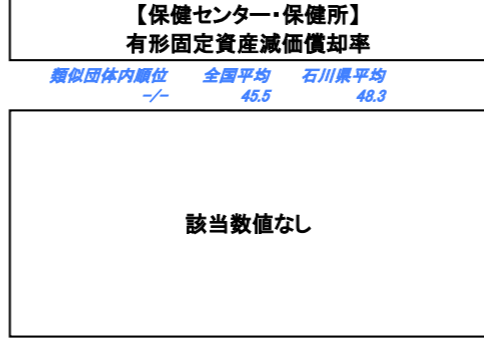 【保健センター・保健所】
有形固定資産減価償却率
類似団体内順位 全国平均 石川県平均
-/- 45.5 48.3
該当数値なし